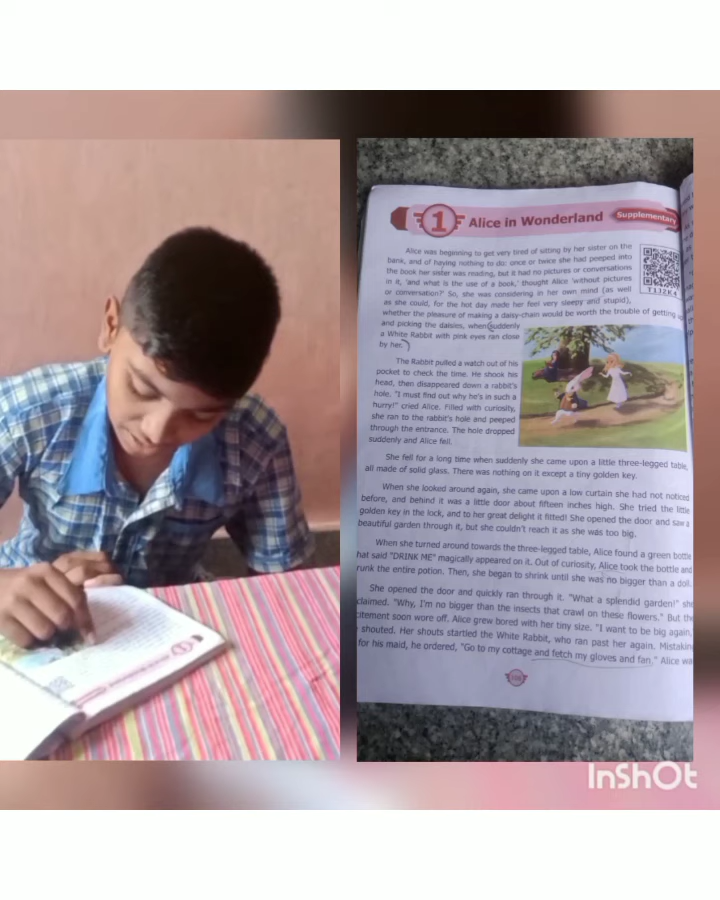 1 Alice in Wonderland Supplementary
Alice was beginning to get very tired of sitting by her sister on the
bank, and of having nothing to do: once or twice she had peeped into
the book her sister was reading, but it had no pictures or conversations
in it, 'and what is the use of a book,' thought Alice 'without pictures
or conversation?' So, she was considering in her own mind (as well
as she could, for the hot day made her feel very sleepy and stupid),
whether the pleasure of making a daisy-chain would be worth the trouble of getting
and picking the daisies, when suddenly
a White Rabbit with pink eyes ran close
by her.
The Rabbit pulled a watch out of his
pocket to check the time. He shook his
head, then disappeared down a rabbit's
hole. "I must find out why he's in such a
hurry!" cried Alice. Filled with curiosity,
she ran to the rabbit's hole and peeped
through the entrance. The hole dropped
suddenly and Alice fell.
She fell for a long time when suddenly she came upon a little three-legged table,
all made of solid glass. There was nothing on it except a tiny golden key.
When she looked around again, she came upon a low curtain she had not noticed
before, and behind it was a little door about fifteen inches high. She tried the little
golden key in the lock, and to her great delight it fitted! She opened the door and saw a
beautiful garden through it, but she couldn't reach it as she was too big.
When she turned around towards the three-legged table, Alice found a green bottle
hat said "DRINK ME" magically appeared on it. Out of curiosity, Alice took the bottle and
runk the entire potion. Then, she began to shrink until she was no bigger than a doll.
She opened the door and quickly ran through it. "What a splendid garden!" she
claimed. "Why, I'm no bigger than the insects that crawl on these flowers." But the
citement soon wore off. Alice grew bored with her tiny size. "I want to be big again,
shouted. Her shouts startled the White Rabbit, who ran past her again. Mistakin
for his maid, he ordered, "Go to my cottage and fetch my gloves and fan." Alice wa
InShOt